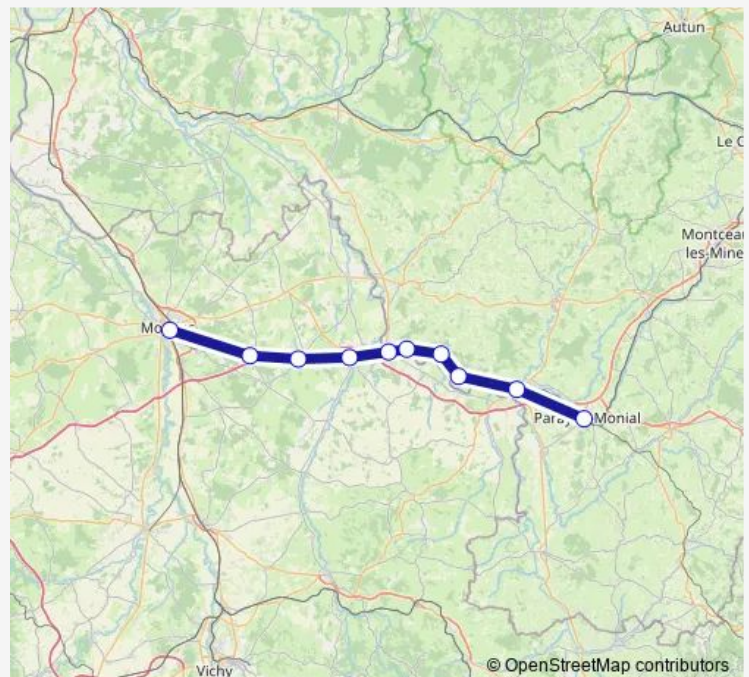 Autun
Le C
Montceau
les-Mine
Mo
Paray Monial
Vichy
© OpenStreetMap contributors